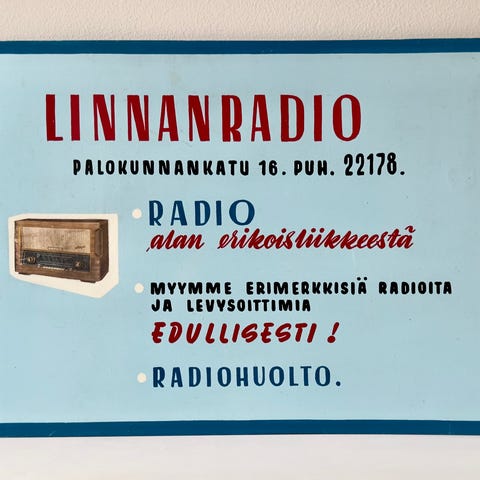 LINNANRADIO
PALOKUNNANKATU 16. PUH. 22178.
RADIO
alan erikoisliikkeestä
MYYMME ERIMERKKISIÄ RADIOITA
JA LEVYSOITTIMIA
EDULLISESTI !
RADIOHUOLTO.